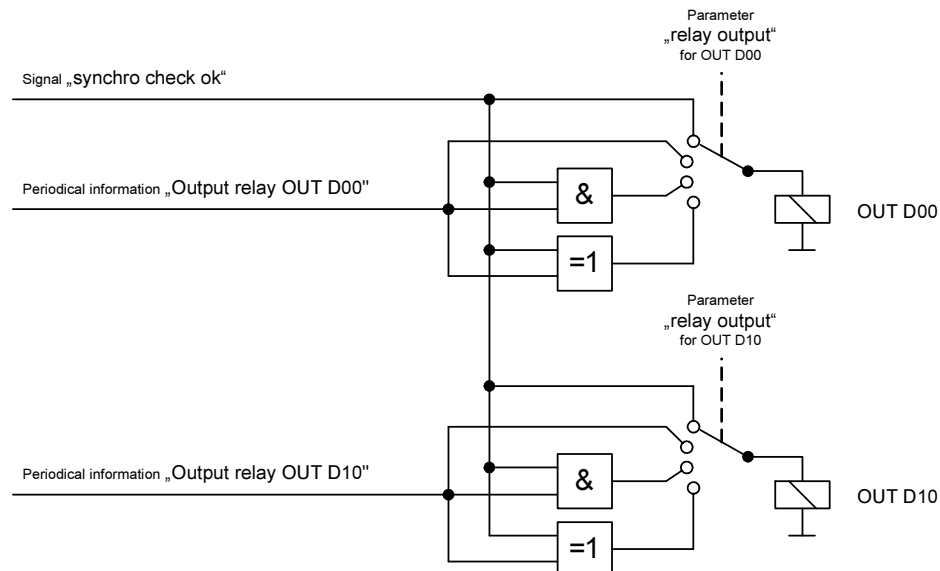 Parameter
„relay output“
for OUT D00
Signal „synchro check ok“
Periodical information „Output relay OUT D00"
&
OUT D00
=1
Parameter
„relay output“
for OUT D10
Periodical information „Output relay OUT D10"
&
OUT D10
=1